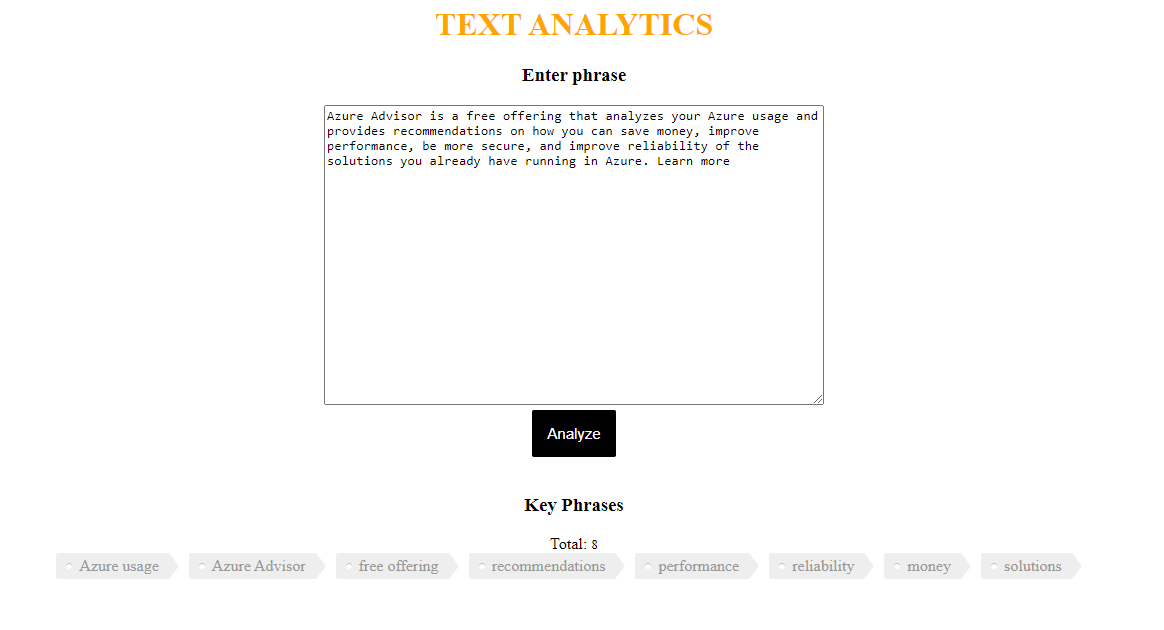 TEXT ANALYTICS
Enter phrase
Azure Advisor is a free offering that analyzes your Azure usage and
provides recommendations on how you can save money, improve
performance, be more secure, and improve reliability of the
solutions you already have running in Azure. Learn more
Analyze
Key Phrases
Total: 8
Azure usage Azure Advisor free offering recommendations performance reliability money solutions